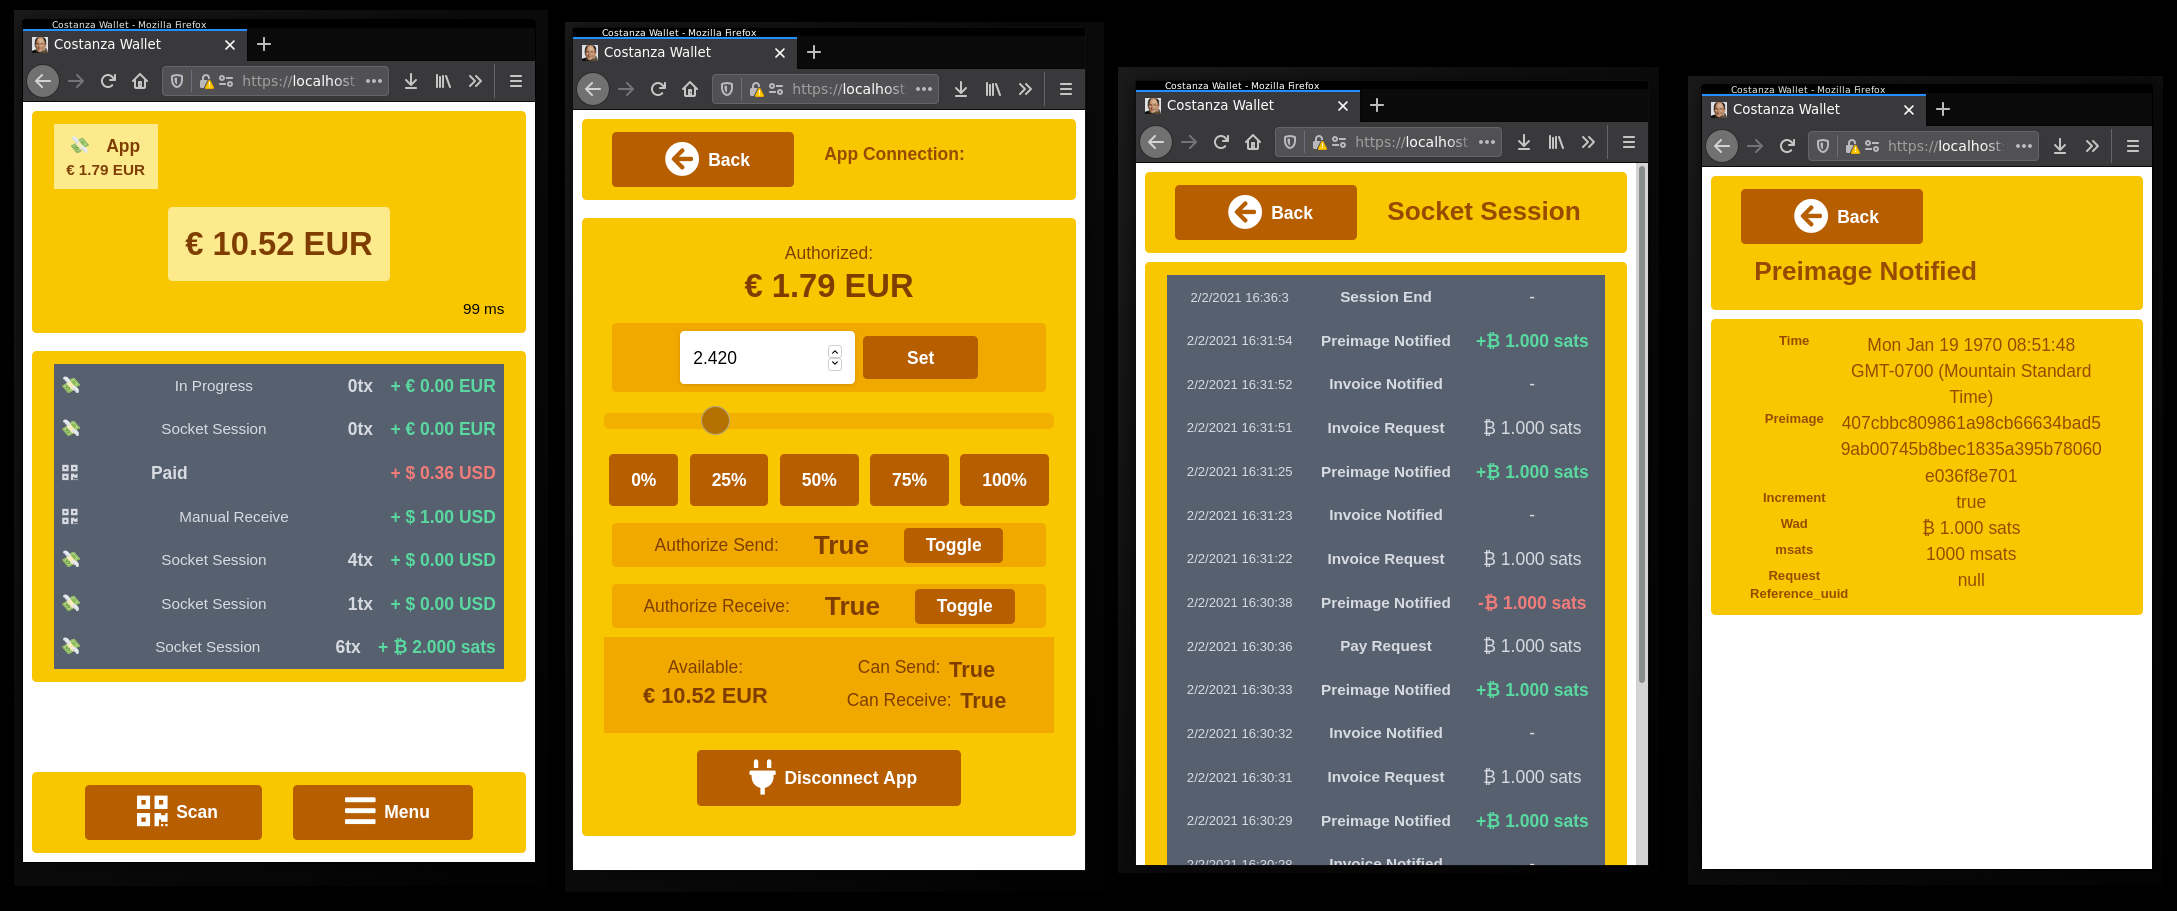 Costanza Wallet - Mozilla Firefox
Costanza Wallet
https://localhost
App
€ 1.79 EUR
€ 10.52 EUR
99 ms
In Progress 0tx + € 0.00 EUR
Socket Session 0tx + € 0.00 EUR
Paid + $ 0.36 USD
Manual Receive + $ 1.00 USD
Socket Session 4tx + $ 0.00 USD
Socket Session 1tx + $ 0.00 USD
Socket Session 6tx + ₿ 2.000 sats
Scan Menu
Costanza Wallet - Mozilla Firefox
Costanza Wallet
https://localhost
Back App Connection:
Authorized:
€ 1.79 EUR
2.420 Set
0% 25% 50% 75% 100%
Authorize Send: True Toggle
Authorize Receive: True Toggle
Available: Can Send: True
€ 10.52 EUR Can Receive: True
Disconnect App
Costanza Wallet - Mozilla Firefox
Costanza Wallet
https://localhost
Back Socket Session
2/2/2021 16:36:3 Session End -
2/2/2021 16:31:54 Preimage Notified +₿ 1.000 sats
2/2/2021 16:31:52 Invoice Notified -
2/2/2021 16:31:51 Invoice Request ₿ 1.000 sats
2/2/2021 16:31:25 Preimage Notified +₿ 1.000 sats
2/2/2021 16:31:23 Invoice Notified -
2/2/2021 16:31:22 Invoice Request ₿ 1.000 sats
2/2/2021 16:30:38 Preimage Notified -₿ 1.000 sats
2/2/2021 16:30:36 Pay Request ₿ 1.000 sats
2/2/2021 16:30:33 Preimage Notified +₿ 1.000 sats
2/2/2021 16:30:32 Invoice Notified -
2/2/2021 16:30:31 Invoice Request ₿ 1.000 sats
2/2/2021 16:30:29 Preimage Notified +₿ 1.000 sats
2/2/2021 16:30:28 Invoice Notified -
Costanza Wallet - Mozilla Firefox
Costanza Wallet
https://localhost
Back
Preimage Notified
Time Mon Jan 19 1970 08:51:48
GMT-0700 (Mountain Standard
Time)
Preimage 407cbbc809861a98cb66634bad5
9ab00745b8bec1835a395b78060
e036f8e701
Increment true
Wad ₿ 1.000 sats
msats 1000 msats
Request null
Reference_uuid